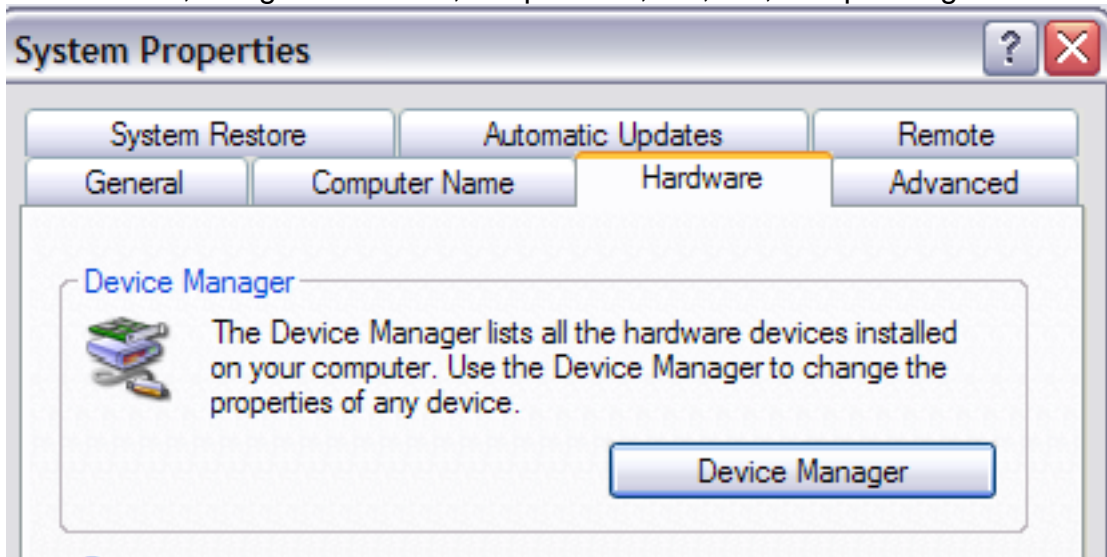 System Properties
System Restore Automatic Updates Remote
General Computer Name Hardware Advanced
Device Manager
The Device Manager lists all the hardware devices installed
on your computer. Use the Device Manager to change the
properties of any device.
Device Manager